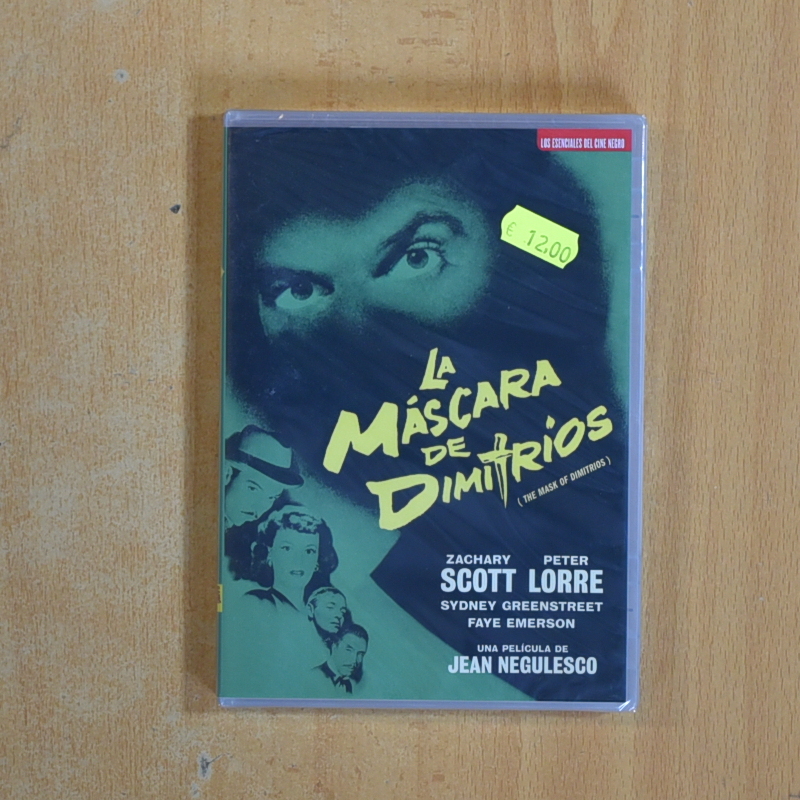 LOS ESENCIALES DEL CINE NEGRO
€ 12,00
LA
MÁSCARA
DE
DIMITRIOS
(THE MASK OF DIMITRIOS)
ZACHARY PETER
SCOTT LORRE
SYDNEY GREENSTREET
FAYE EMERSON
UNA PELÍCULA DE
JEAN NEGULESCO